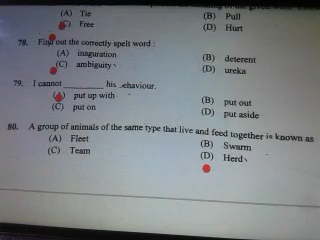 (A) Tie (B) Pull
(C) Free (D) Hurt
78. Find out the correctly spelt word :
(A) inaguration (B) deterent
(C) ambiguity (D) ureka
79. I cannot ________ his behaviour.
(A) put up with (B) put out
(C) put on (D) put aside
80. A group of animals of the same type that live and feed together is known as
(A) Fleet (B) Swarm
(C) Team (D) Herd